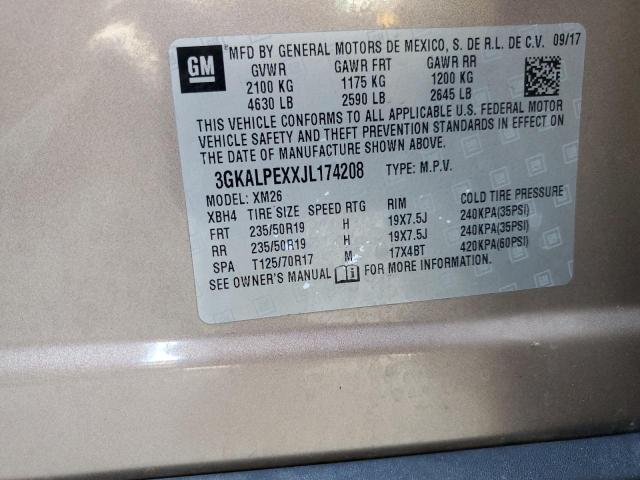 GM
MFD BY GENERAL MOTORS DE MEXICO, S. DE R.L. DE C.V. 09/17
GVWR GAWR FRT GAWR RR
2100 KG 1175 KG 1200 KG
4630 LB 2590 LB 2645 LB
THIS VEHICLE CONFORMS TO ALL APPLICABLE U.S. FEDERAL MOTOR
VEHICLE SAFETY AND THEFT PREVENTION STANDARDS IN EFFECT ON
THE DATE OF MANUFACTURE SHOWN ABOVE.
3GKALPEXXJL174208 TYPE: M.P.V.
MODEL: XM26
XBH4 TIRE SIZE SPEED RTG RIM COLD TIRE PRESSURE
FRT 235/50R19 H 19X7.5J 240KPA(35PSI)
RR 235/50R19 H 19X7.5J 240KPA(35PSI)
SPA T125/70R17 M 17X4BT 420KPA(60PSI)
SEE OWNER'S MANUAL FOR MORE INFORMATION.